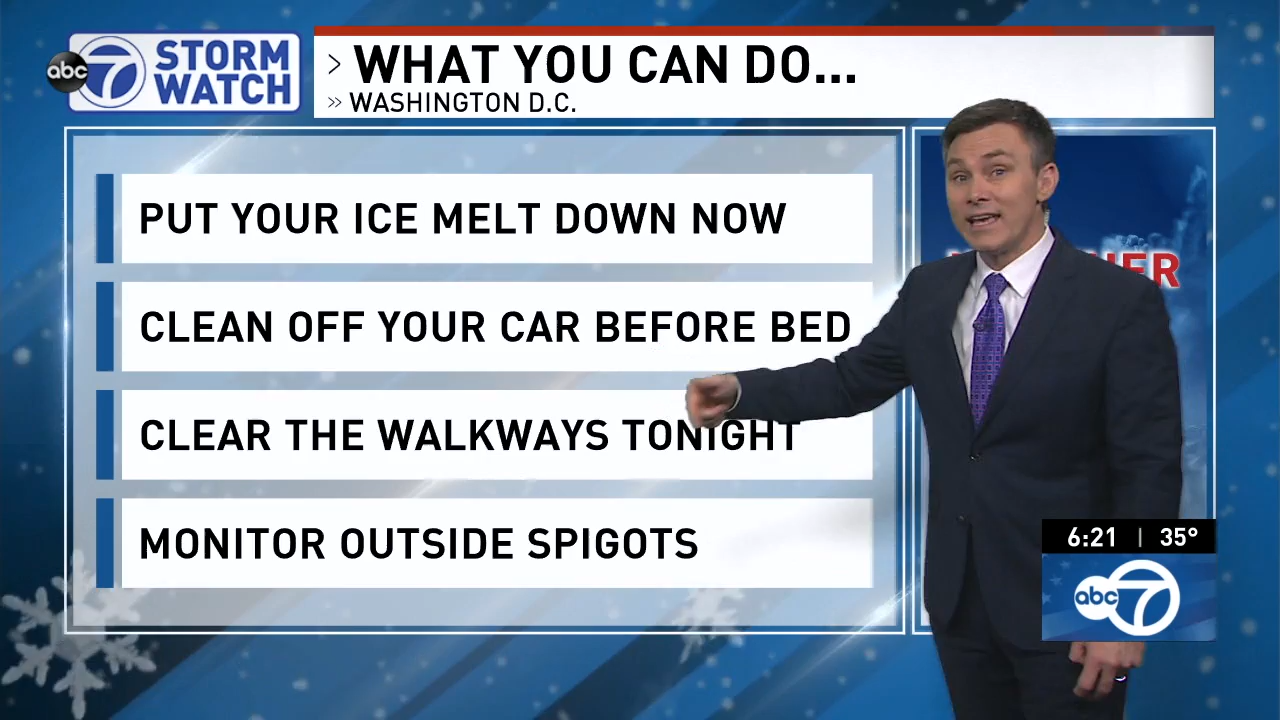 abc 7 STORM WATCH
> WHAT YOU CAN DO...
» WASHINGTON D.C.
PUT YOUR ICE MELT DOWN NOW
CLEAN OFF YOUR CAR BEFORE BED
CLEAR THE WALKWAYS TONIGHT
MONITOR OUTSIDE SPIGOTS
6:21 | 35°
abc 7